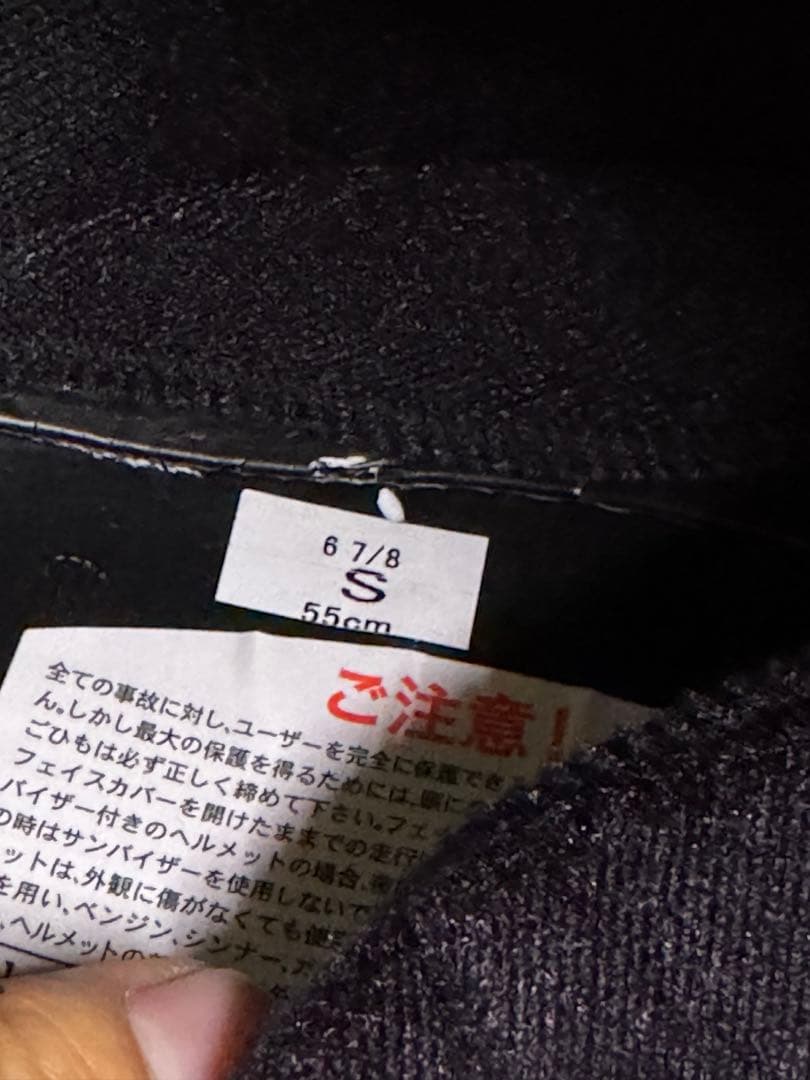 6 7/8
S
55cm
ご注意!
全ての事故に対し、ユーザーを完全に保護でき
ん。しかし最大の保護を得るためには、
ごひもは必ず正しく締めて下さい。フェ
フェイスカバーを開けたままでの走行
バイザー付きのヘルメットの場合、
の時はサンバイザーを使用しないで
ットは、外観に傷がなくても
を用い、ベンジン、シンナー、
、ヘルメットの